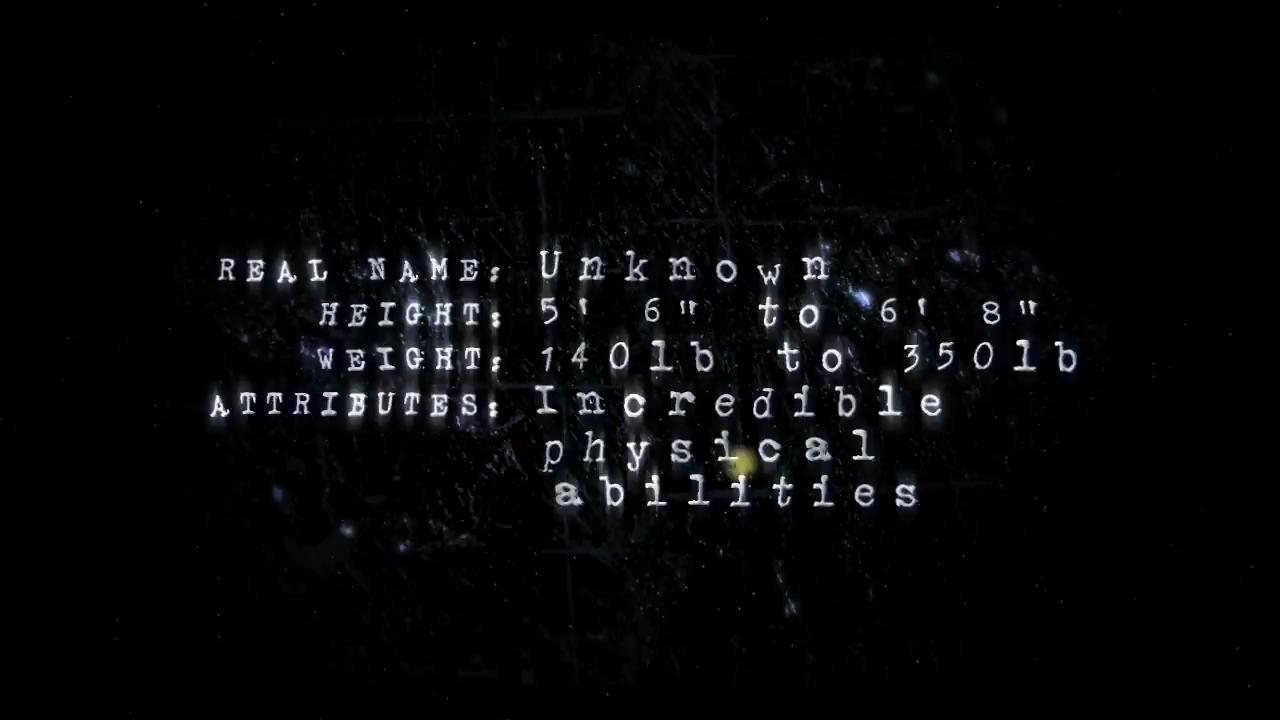 REAL NAME: Unknown
HEIGHT: 5' 6" to 6' 8"
WEIGHT: 140lb to 350lb
ATTRIBUTES: Incredible
physical
abilities